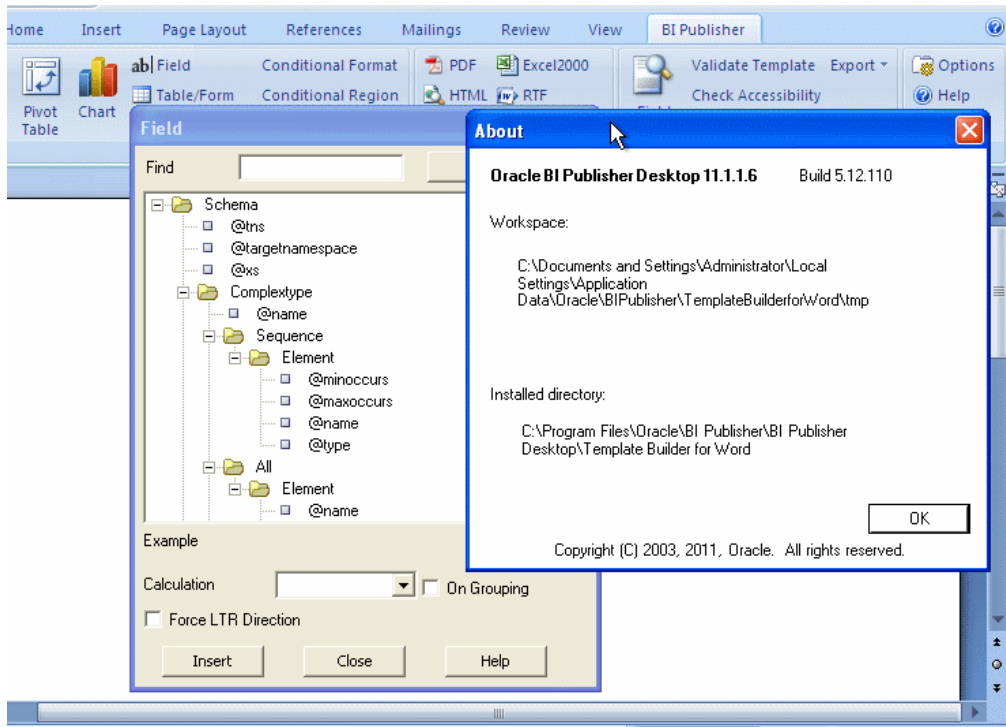 Home Insert Page Layout References Mailings Review View BI Publisher
ab| Field Conditional Format PDF Excel2000 Validate Template Export Options
Table/Form Conditional Region HTML RTF Check Accessibility Help
Pivot Table
Chart
Field
Find
Schema
@tns
@targetnamespace
@xs
Complextype
@name
Sequence
Element
@minoccurs
@maxoccurs
@name
@type
All
Element
@name
Example
Calculation
On Grouping
Force LTR Direction
Insert Close Help
About
Oracle BI Publisher Desktop 11.1.1.6 Build 5.12.110
Workspace:
C:\Documents and Settings\Administrator\Local
Settings\Application
Data\Oracle\BIPublisher\TemplateBuilderforWord\tmp
Installed directory:
C:\Program Files\Oracle\BI Publisher\BI Publisher
Desktop\Template Builder for Word
OK
Copyright (C) 2003, 2011, Oracle. All rights reserved.